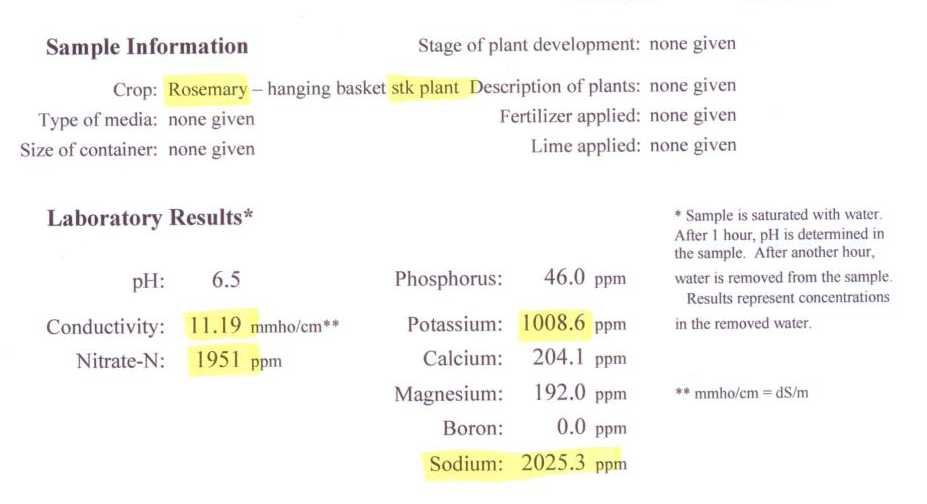 Sample Information
Stage of plant development: none given
Crop: Rosemary – hanging basket stk plant Description of plants: none given
Type of media: none given
Fertilizer applied: none given
Size of container: none given
Lime applied: none given
Laboratory Results*
* Sample is saturated with water.
After 1 hour, pH is determined in
the sample. After another hour,
water is removed from the sample.
Results represent concentrations
in the removed water.
pH: 6.5
Conductivity: 11.19 mmho/cm**
Nitrate-N: 1951 ppm
Phosphorus: 46.0 ppm
Potassium: 1008.6 ppm
Calcium: 204.1 ppm
Magnesium: 192.0 ppm
Boron: 0.0 ppm
Sodium: 2025.3 ppm
** mmho/cm = dS/m